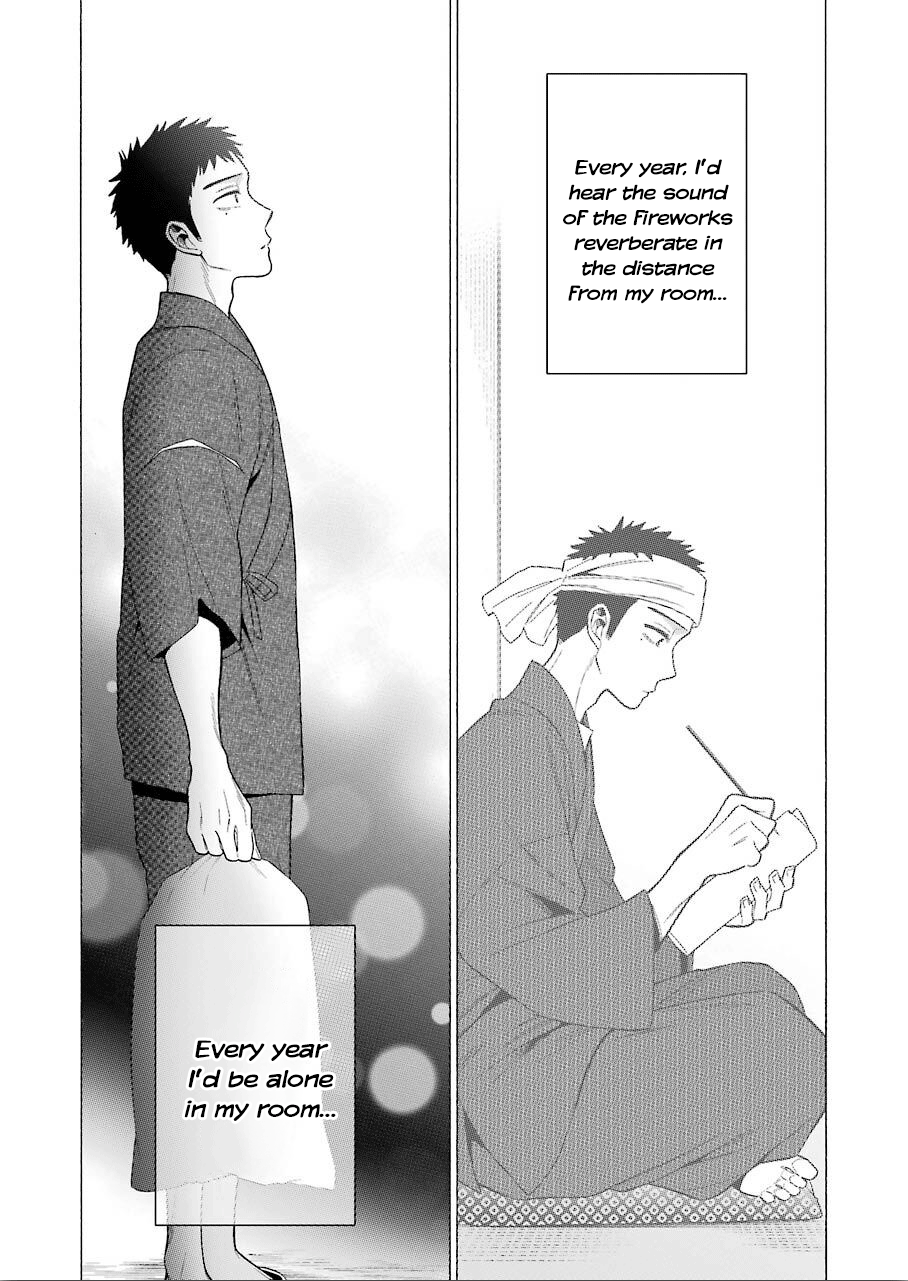 Every year, I'd
hear the sound
of the fireworks
reverberate in
the distance
from my room...
Every year
I'd be alone
in my room...